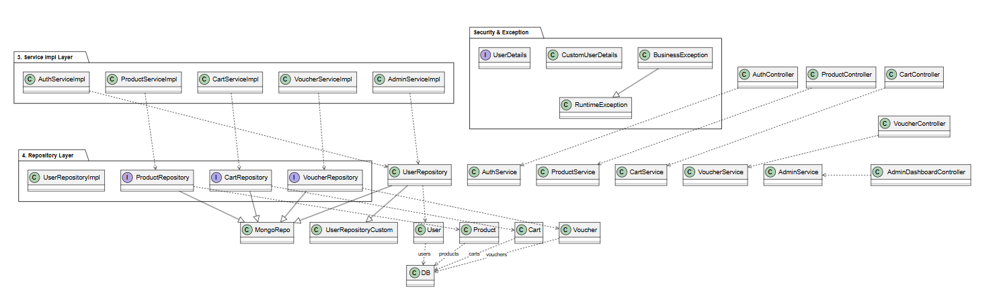 Security & Exception
I UserDetails
C CustomUserDetails
C BusinessException
C RuntimeException
3. Service Impl Layer
C AuthServiceImpl
C ProductServiceImpl
C CartServiceImpl
C VoucherServiceImpl
C AdminServiceImpl
C AuthController
C ProductController
C CartController
C VoucherController
4. Repository Layer
C UserRepositoryImpl
I ProductRepository
I CartRepository
I VoucherRepository
C UserRepository
C AuthService
C ProductService
C CartService
C VoucherService
C AdminService
C AdminDashboardController
C MongoRepo
C UserRepositoryCustom
C User
C Product
C Cart
C Voucher
users
products
carts
vouchers
C DB